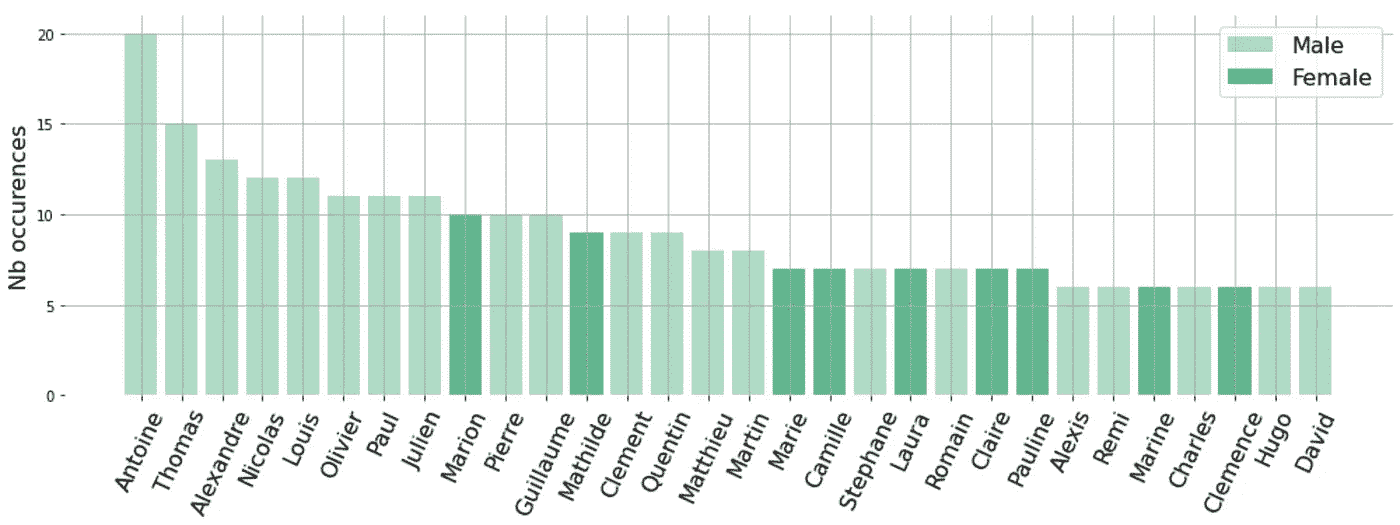 Male
Female
Nb occurences
20
15
10
5
0
Antoine
Thomas
Alexandre
Nicolas
Louis
Olivier
Paul
Julien
Marion
Pierre
Guillaume
Mathilde
Clement
Quentin
Matthieu
Martin
Marie
Camille
Stephane
Laura
Romain
Claire
Pauline
Alexis
Remi
Marine
Charles
Clemence
Hugo
David